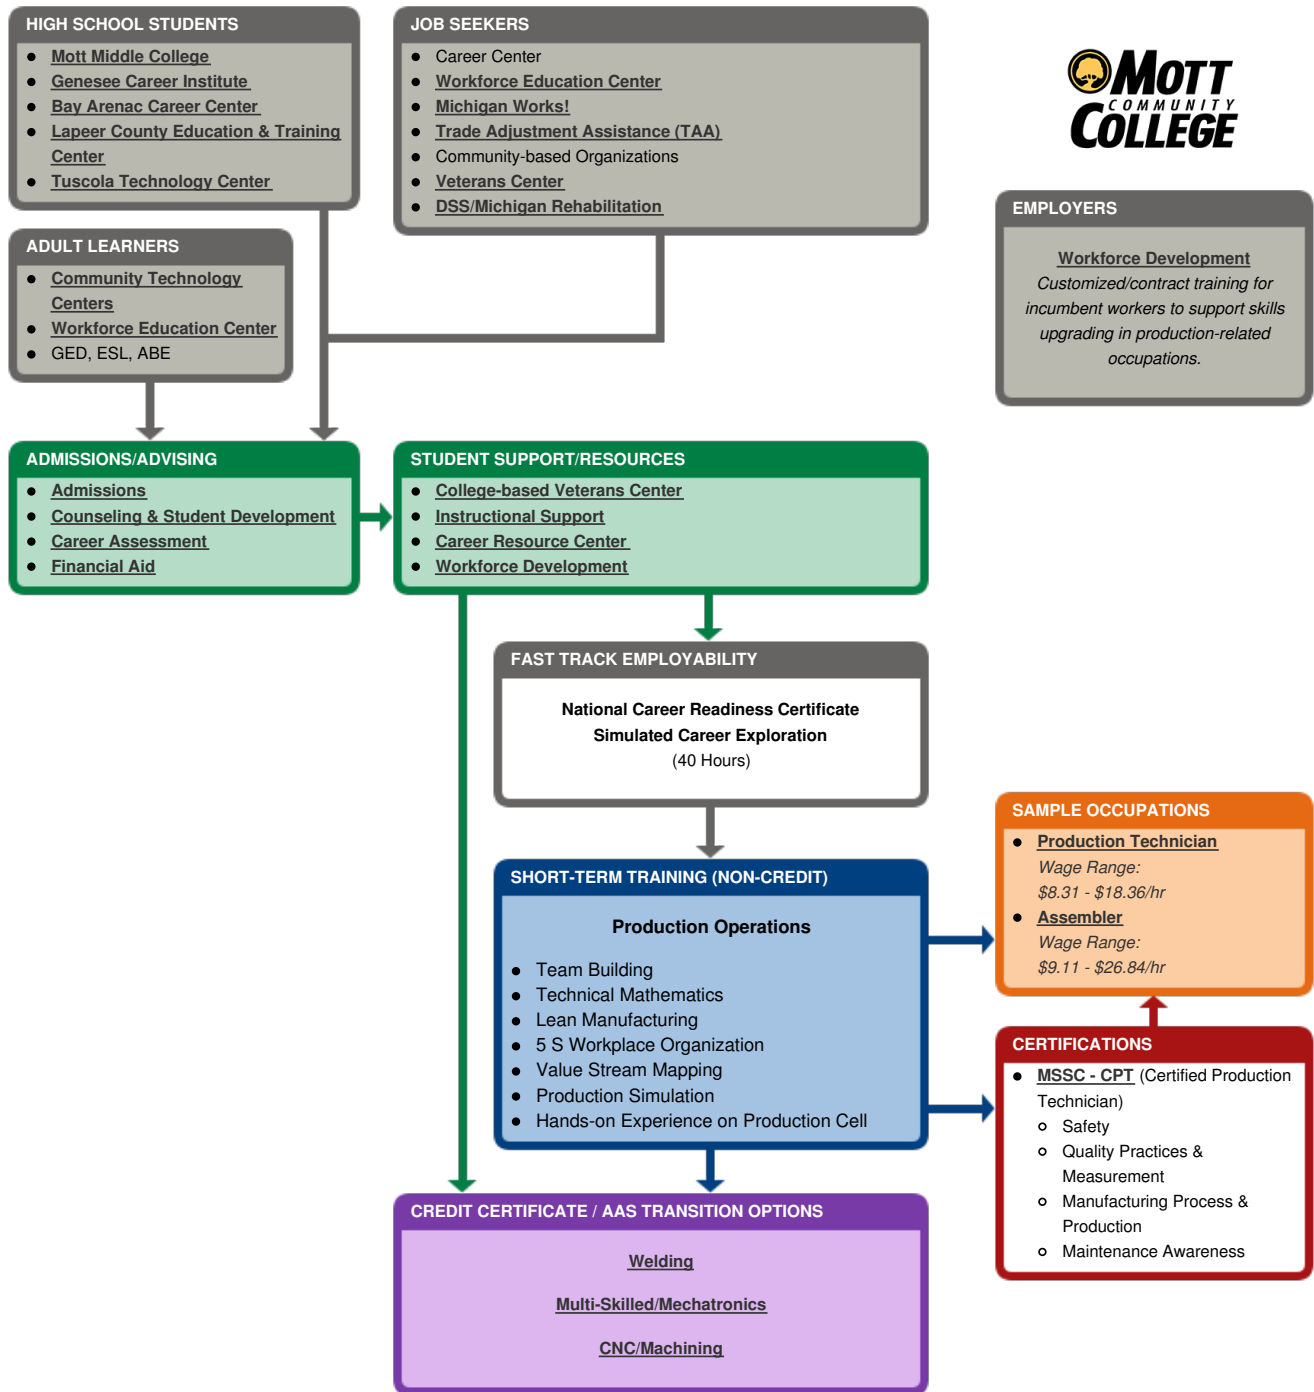 HIGH SCHOOL STUDENTS
Mott Middle College
Genesee Career Institute
Bay Arenac Career Center
Lapeer County Education & Training
Center
Tuscola Technology Center
JOB SEEKERS
Career Center
Workforce Education Center
Michigan Works!
Trade Adjustment Assistance (TAA)
Community-based Organizations
Veterans Center
DSS/Michigan Rehabilitation
MOTT
COMMUNITY
COLLEGE
EMPLOYERS
Workforce Development
Customized/contract training for
incumbent workers to support skills
upgrading in production-related
occupations.
ADULT LEARNERS
Community Technology
Centers
Workforce Education Center
GED, ESL, ABE
ADMISSIONS/ADVISING
Admissions
Counseling & Student Development
Career Assessment
Financial Aid
STUDENT SUPPORT/RESOURCES
College-based Veterans Center
Instructional Support
Career Resource Center
Workforce Development
FAST TRACK EMPLOYABILITY
National Career Readiness Certificate
Simulated Career Exploration
(40 Hours)
SHORT-TERM TRAINING (NON-CREDIT)
Production Operations
Team Building
Technical Mathematics
Lean Manufacturing
5 S Workplace Organization
Value Stream Mapping
Production Simulation
Hands-on Experience on Production Cell
SAMPLE OCCUPATIONS
Production Technician
Wage Range:
$8.31 - $18.36/hr
Assembler
Wage Range:
$9.11 - $26.84/hr
CERTIFICATIONS
MSSC - CPT (Certified Production
Technician)
Safety
Quality Practices &
Measurement
Manufacturing Process &
Production
Maintenance Awareness
CREDIT CERTIFICATE / AAS TRANSITION OPTIONS
Welding
Multi-Skilled/Mechatronics
CNC/Machining